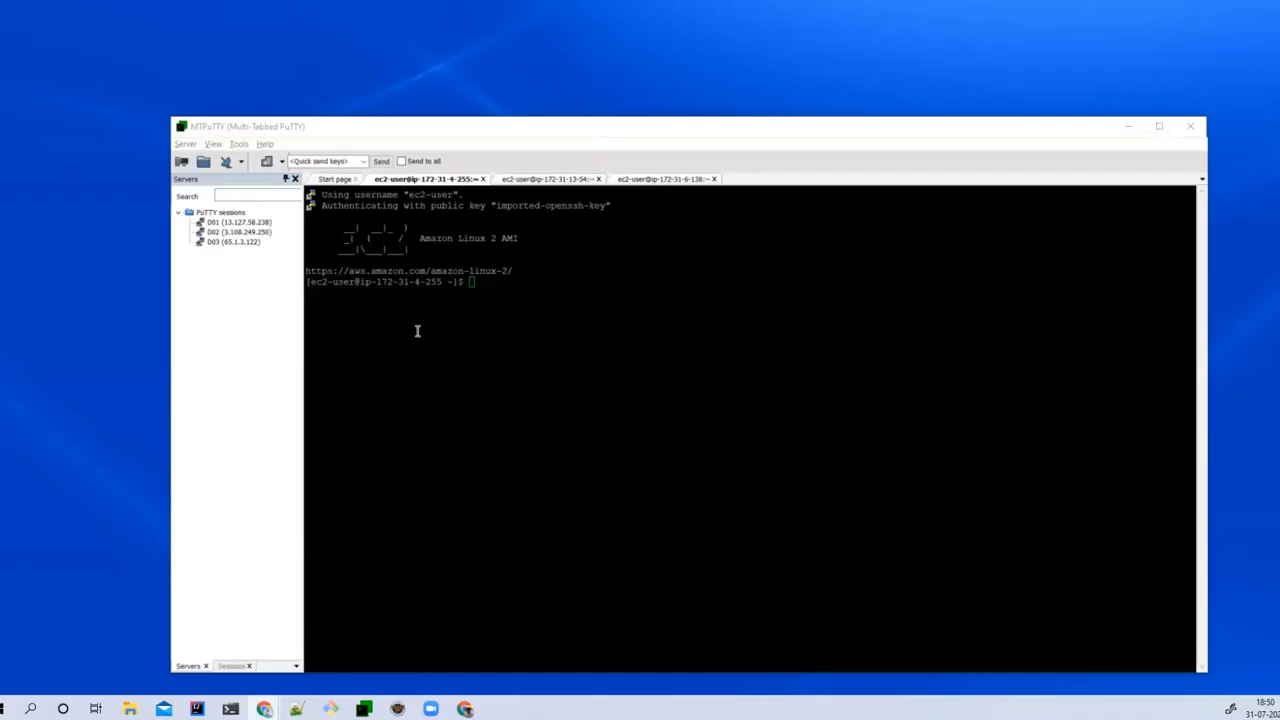 MTPuTTY (Multi-Tabbed PuTTY)
Server View Tools Help
<Quick send keys> Send Send to all
Servers
Start page ec2-user@ip-172-31-4-255:~ ec2-user@ip-172-31-13-54:~ ec2-user@ip-172-31-6-138:~
Search
PuTTY sessions
D01 (13.127.58.238)
D02 (3.108.249.250)
D03 (65.1.3.122)
Using username "ec2-user".
Authenticating with public key "imported-openssh-key"
Amazon Linux 2 AMI
https://aws.amazon.com/amazon-linux-2/
[ec2-user@ip-172-31-4-255 ~]$
Servers Sessions
18:50